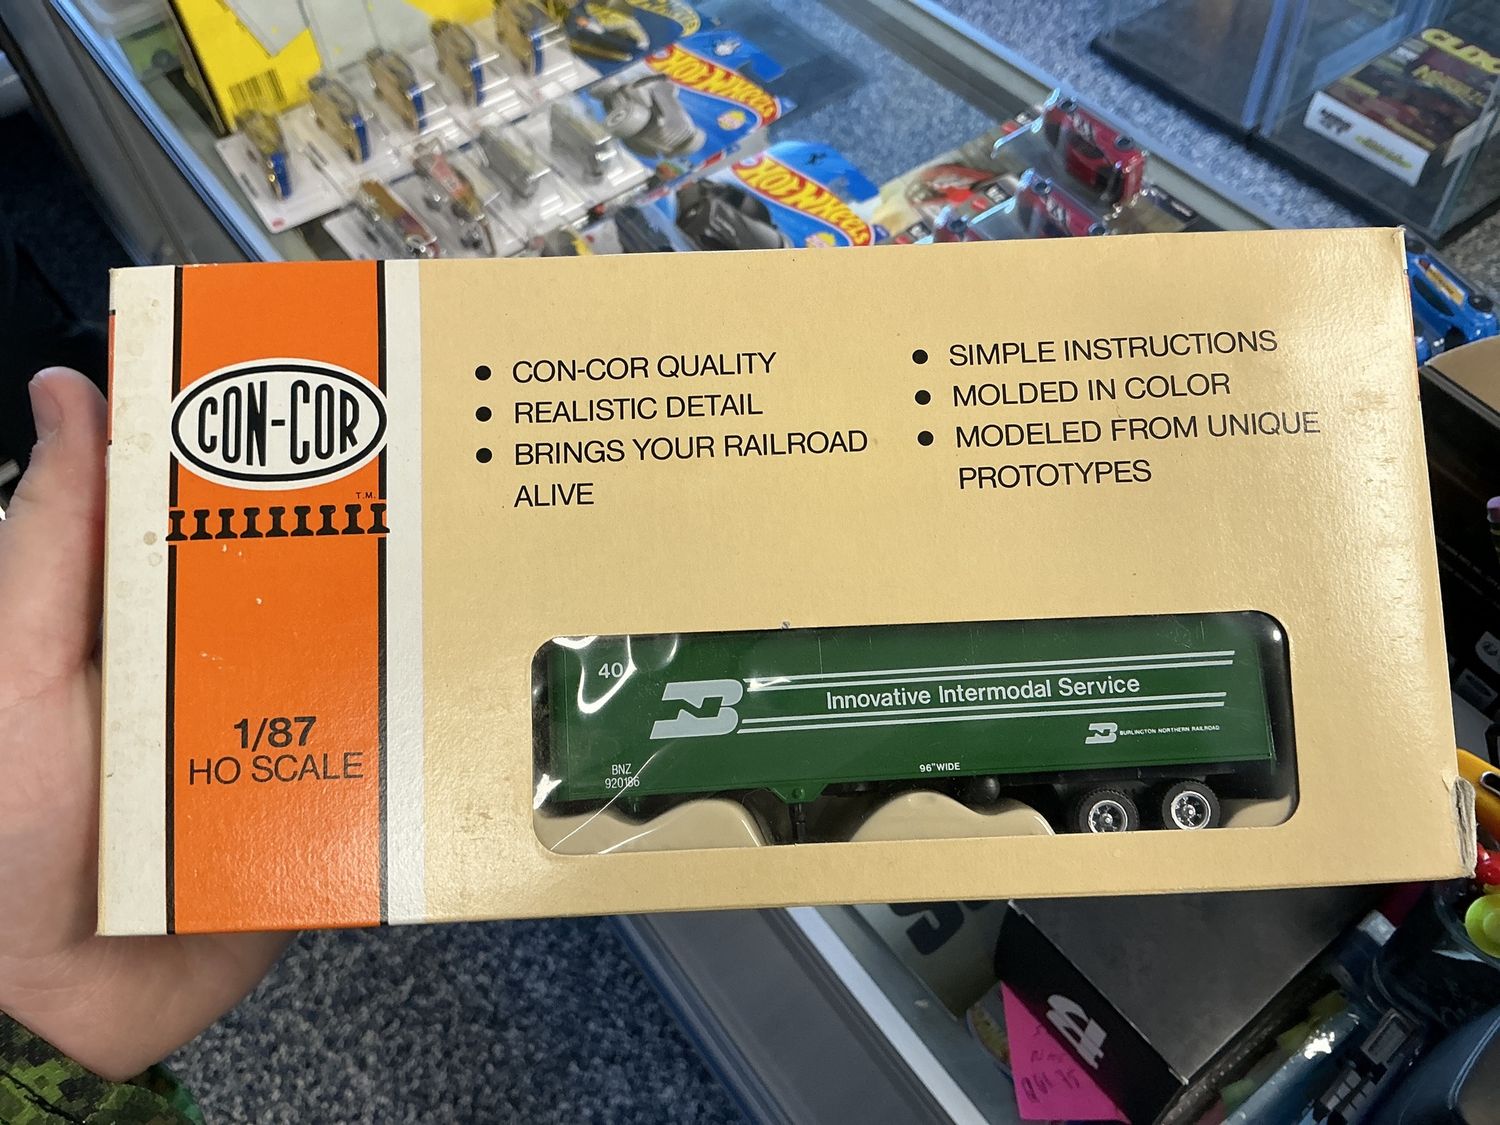 HOT WHEELS
HOT WHEELS
CON-COR
T.M.
1/87
HO SCALE
● CON-COR QUALITY
● REALISTIC DETAIL
● BRINGS YOUR RAILROAD
ALIVE
● SIMPLE INSTRUCTIONS
● MOLDED IN COLOR
● MODELED FROM UNIQUE
PROTOTYPES
40
Innovative Intermodal Service
BURLINGTON NORTHERN RAILROAD
BNZ
920186
96" WIDE